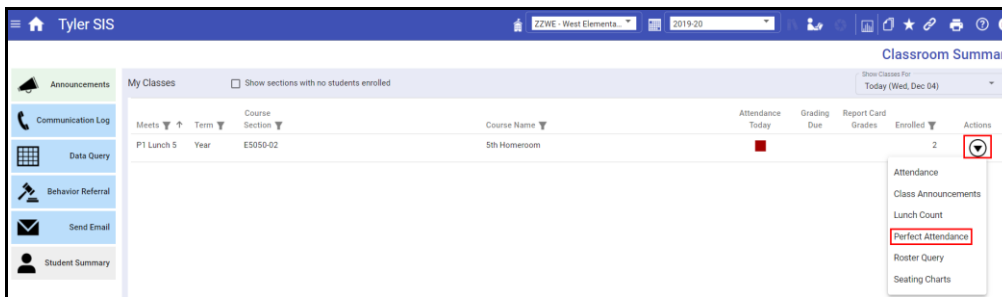 Tyler SIS
ZZWE - West Elementa...
2019-20
Classroom Summar
Announcements
Communication Log
Data Query
Behavior Referral
Send Email
Student Summary
My Classes
Show sections with no students enrolled
Show Classes For
Today (Wed, Dec 04)
Meets
Term
Course Section
Course Name
Attendance Today
Grading Due
Report Card Grades
Enrolled
Actions
P1 Lunch 5
Year
E5050-02
5th Homeroom
2
Attendance
Class Announcements
Lunch Count
Perfect Attendance
Roster Query
Seating Charts